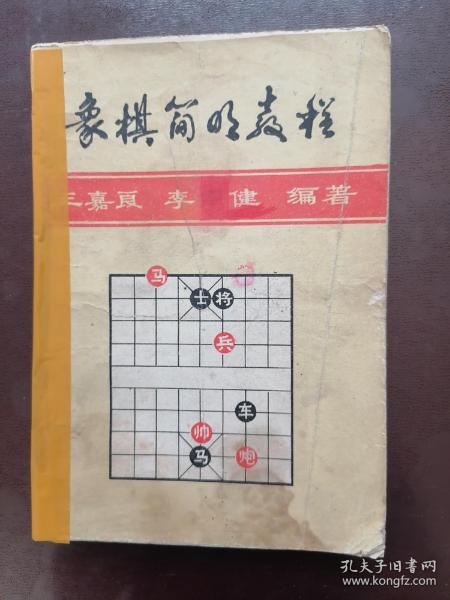 象棋简明教程
王嘉良 李 健 编著
马
士 将
兵
车
帅
马 炮
孔夫子旧书网
www.kongfz.com